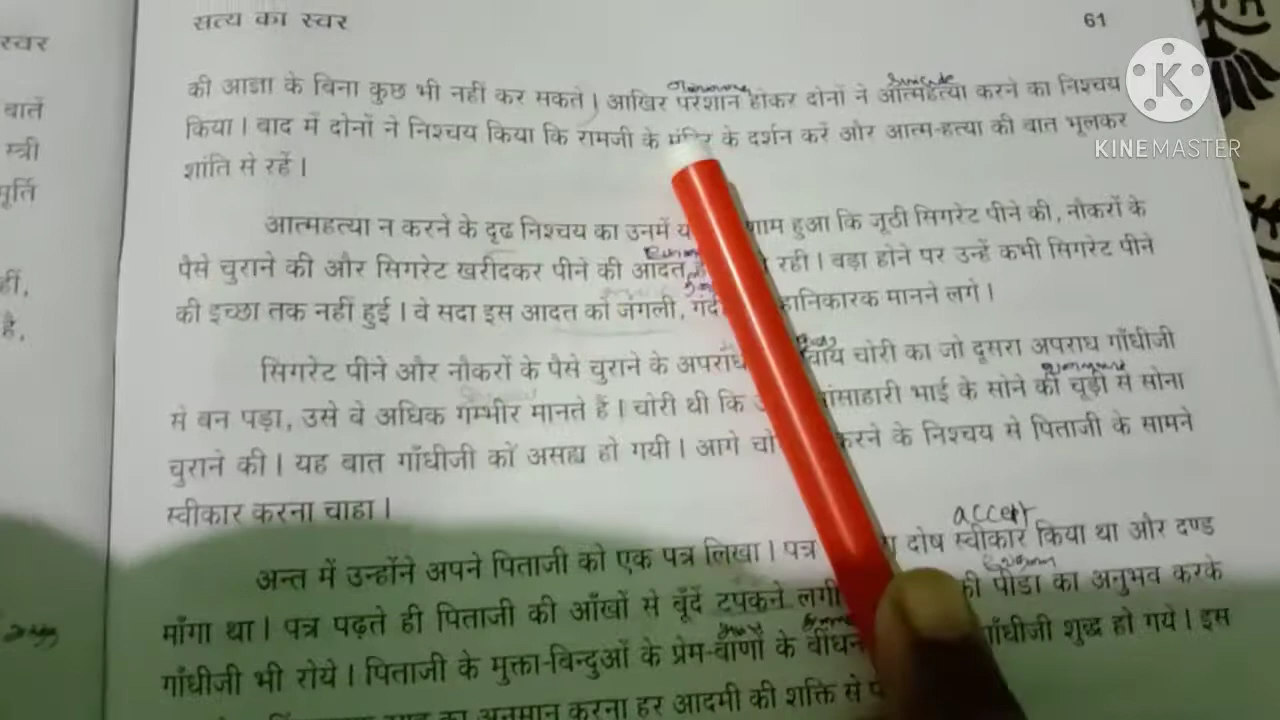 सत्य का स्वर
61
स्वर
बातें
स्त्री
मूर्ति
हीं,
है,
की आज्ञा के बिना कुछ भी नहीं कर सकते। आखिर परेशान होकर दोनों ने आत्महत्या करने का निश्चय
किया। बाद में दोनों ने निश्चय किया कि रामजी के मंदिर के दर्शन करें और आत्म-हत्या की बात भूलकर
शांति से रहें।
आत्महत्या न करने के दृढ निश्चय का उनमें हुआ कि जूठी सिगरेट पीने की, नौकरों के
पैसे चुराने की और सिगरेट खरीदकर पीने की आदत रही। बड़ा होने पर उन्हें कभी सिगरेट पीने
की इच्छा तक नहीं हुई। वे सदा इस आदत को जंगली, हानिकारक मानने लगे।
सिगरेट पीने और नौकरों के पैसे चुराने के अपराध चोरी का जो दूसरा अपराध गाँधीजी
से बन पड़ा, उसे वे अधिक गम्भीर मानते हैं। चोरी थी कि मांसाहारी भाई के सोने की चूड़ी से सोना
चुराने की। यह बात गाँधीजी को असह्य हो गयी। आगे करने के निश्चय से पिताजी के सामने
स्वीकार करना चाहा।
accept
अन्त में उन्होंने अपने पिताजी को एक पत्र लिखा। पत्र दोष स्वीकार किया था और दण्ड
माँगा था। पत्र पढ़ते ही पिताजी की आँखों से बूँदें टपकने लगी की पीडा का अनुभव करके
गाँधीजी भी रोये। पिताजी के मुक्ता-बिन्दुओं के प्रेम-बाणों के गाँधीजी शुद्ध हो गये। इस
का अनुमान करना हर आदमी की शक्ति से
K
KINEMASTER